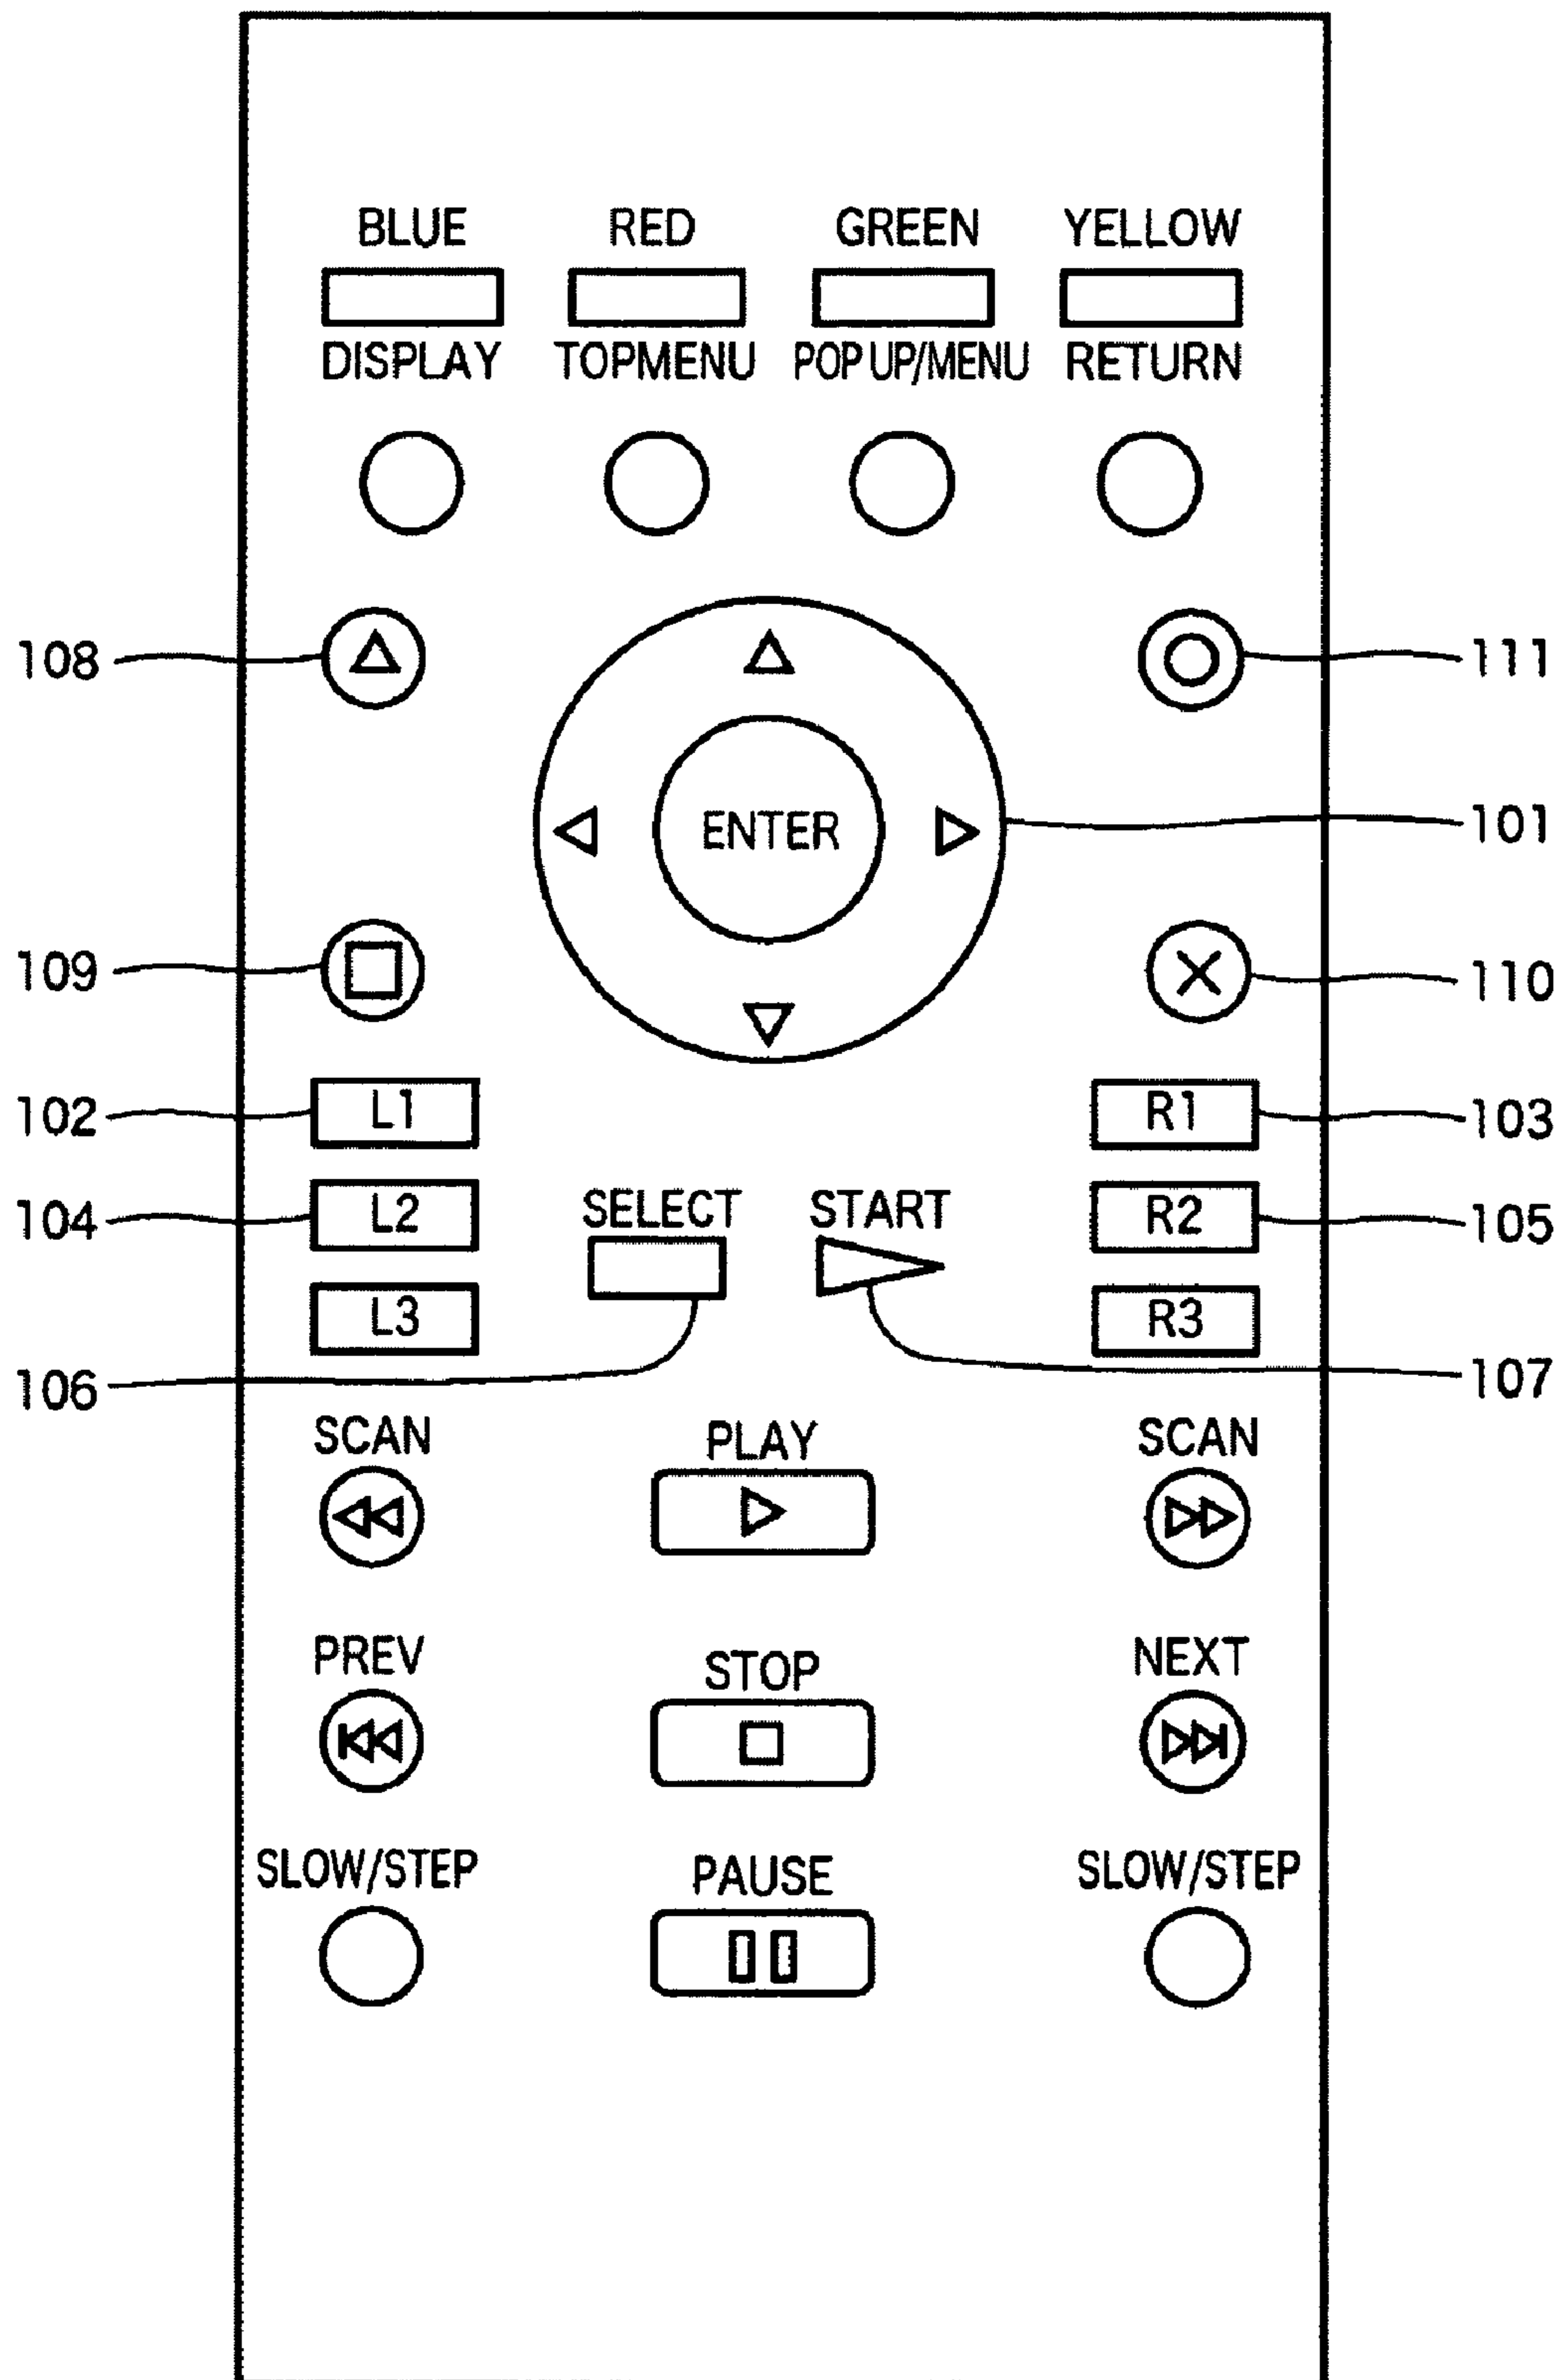 BLUE RED GREEN YELLOW
DISPLAY TOPMENU POP UP/MENU RETURN
108 111
ENTER 101
109 110
102 L1 R1 103
104 L2 SELECT START R2 105
L3 R3
106 107
SCAN PLAY SCAN
PREV STOP NEXT
SLOW/STEP PAUSE SLOW/STEP